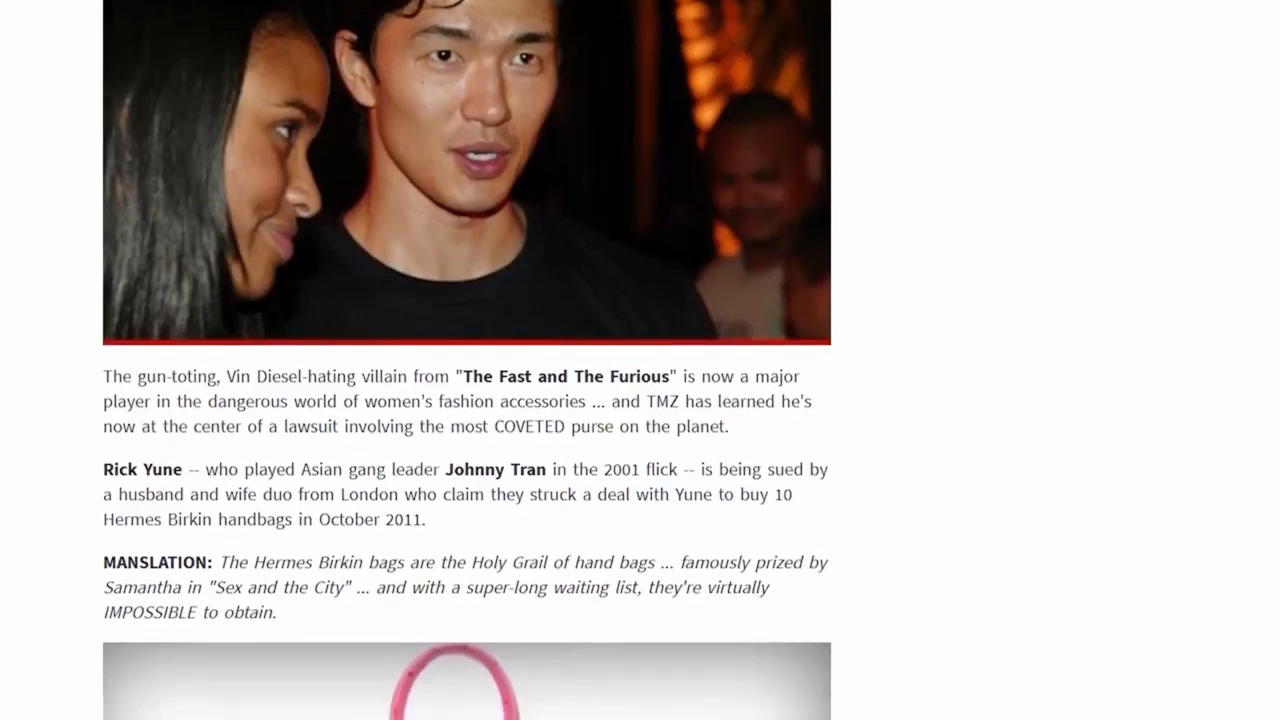 The gun-toting, Vin Diesel-hating villain from "The Fast and The Furious" is now a major
player in the dangerous world of women's fashion accessories ... and TMZ has learned he's
now at the center of a lawsuit involving the most COVETED purse on the planet.
Rick Yune -- who played Asian gang leader Johnny Tran in the 2001 flick -- is being sued by
a husband and wife duo from London who claim they struck a deal with Yune to buy 10
Hermes Birkin handbags in October 2011.
MANSLATION: The Hermes Birkin bags are the Holy Grail of hand bags ... famously prized by
Samantha in "Sex and the City" ... and with a super-long waiting list, they're virtually
IMPOSSIBLE to obtain.